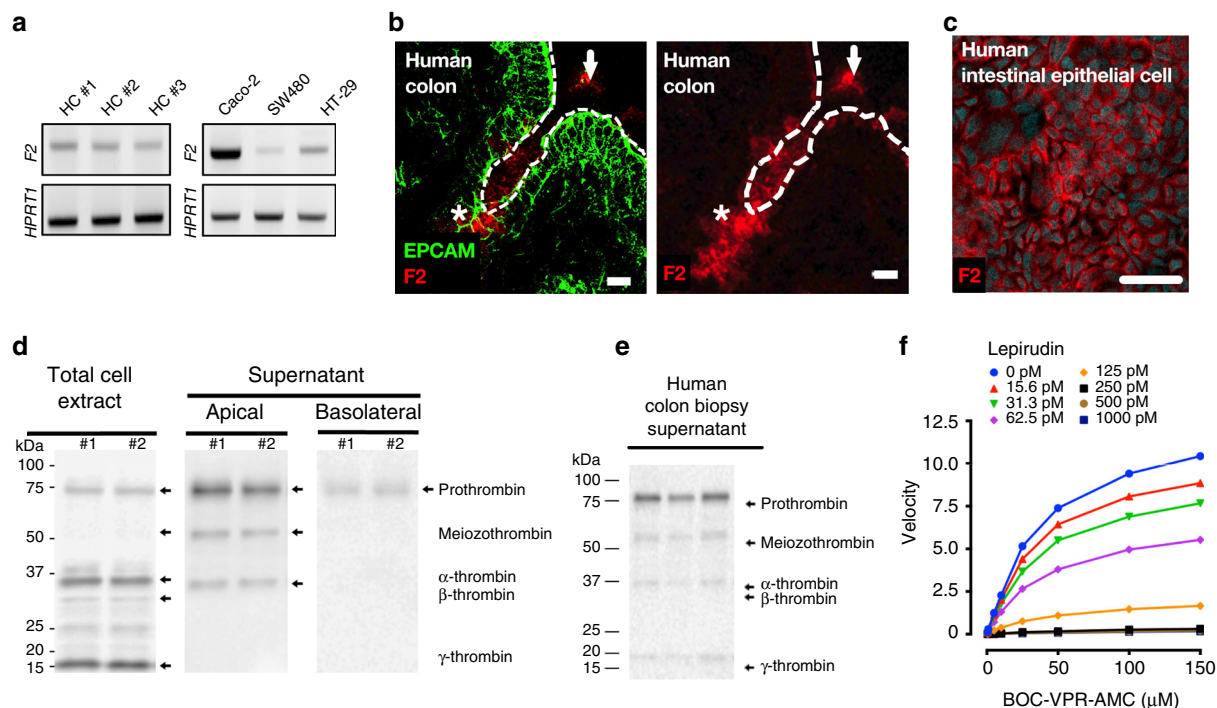 a
HC #1 HC #2 HC #3 Caco-2 SW480 HT-29
F2
HPRT1
F2
HPRT1
b
Human
colon
*
EPCAM
F2
Human
colon
*
c
Human
intestinal epithelial cell
F2
d
Total cell
extract
Supernatant
Apical Basolateral
kDa #1 #2 #1 #2 #1 #2
100
75
50
37
25
20
15
Prothrombin
Meiozothrombin
α-thrombin
β-thrombin
γ-thrombin
e
Human
colon biopsy
supernatant
kDa
100
75
50
37
25
20
15
Prothrombin
Meiozothrombin
α-thrombin
β-thrombin
γ-thrombin
f
Lepirudin
0 pM
15.6 pM
31.3 pM
62.5 pM
125 pM
250 pM
500 pM
1000 pM
Velocity
12.5
10.0
7.5
5.0
2.5
0
0 50 100 150
BOC-VPR-AMC (μM)